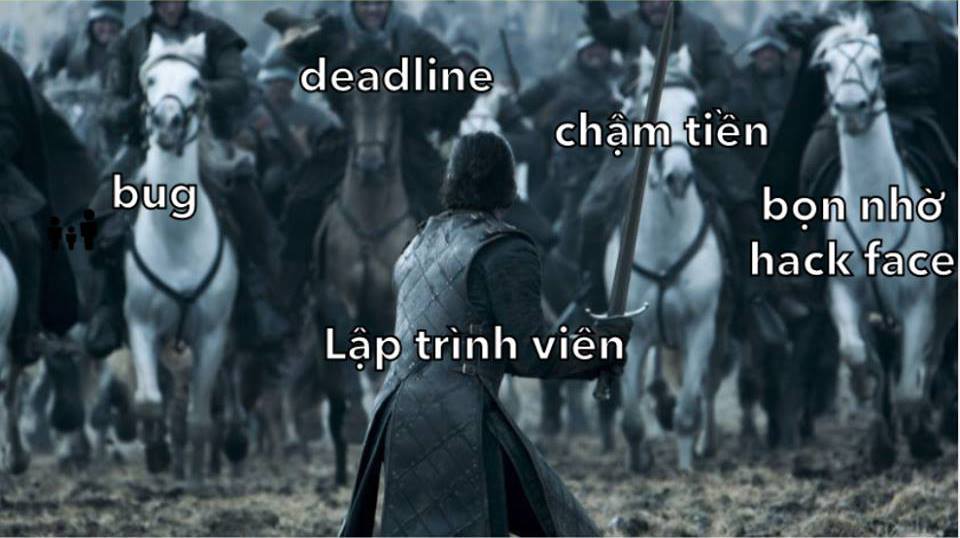 deadline
chậm tiền
bug
bọn nhờ
hack face
Lập trình viên